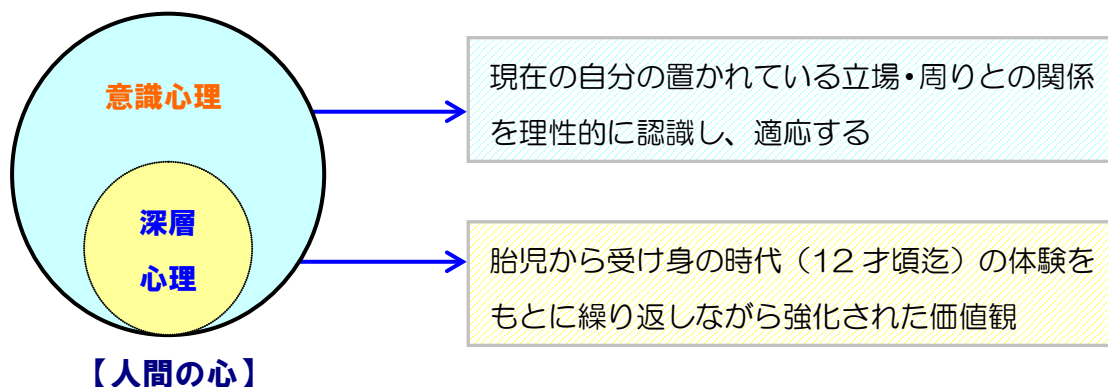 意識心理
現在の自分の置かれている立場・周りとの関係
を理性的に認識し、適応する
深層
心理
胎児から受け身の時代（12才頃迄）の体験を
もとに繰り返しながら強化された価値観
【人間の心】